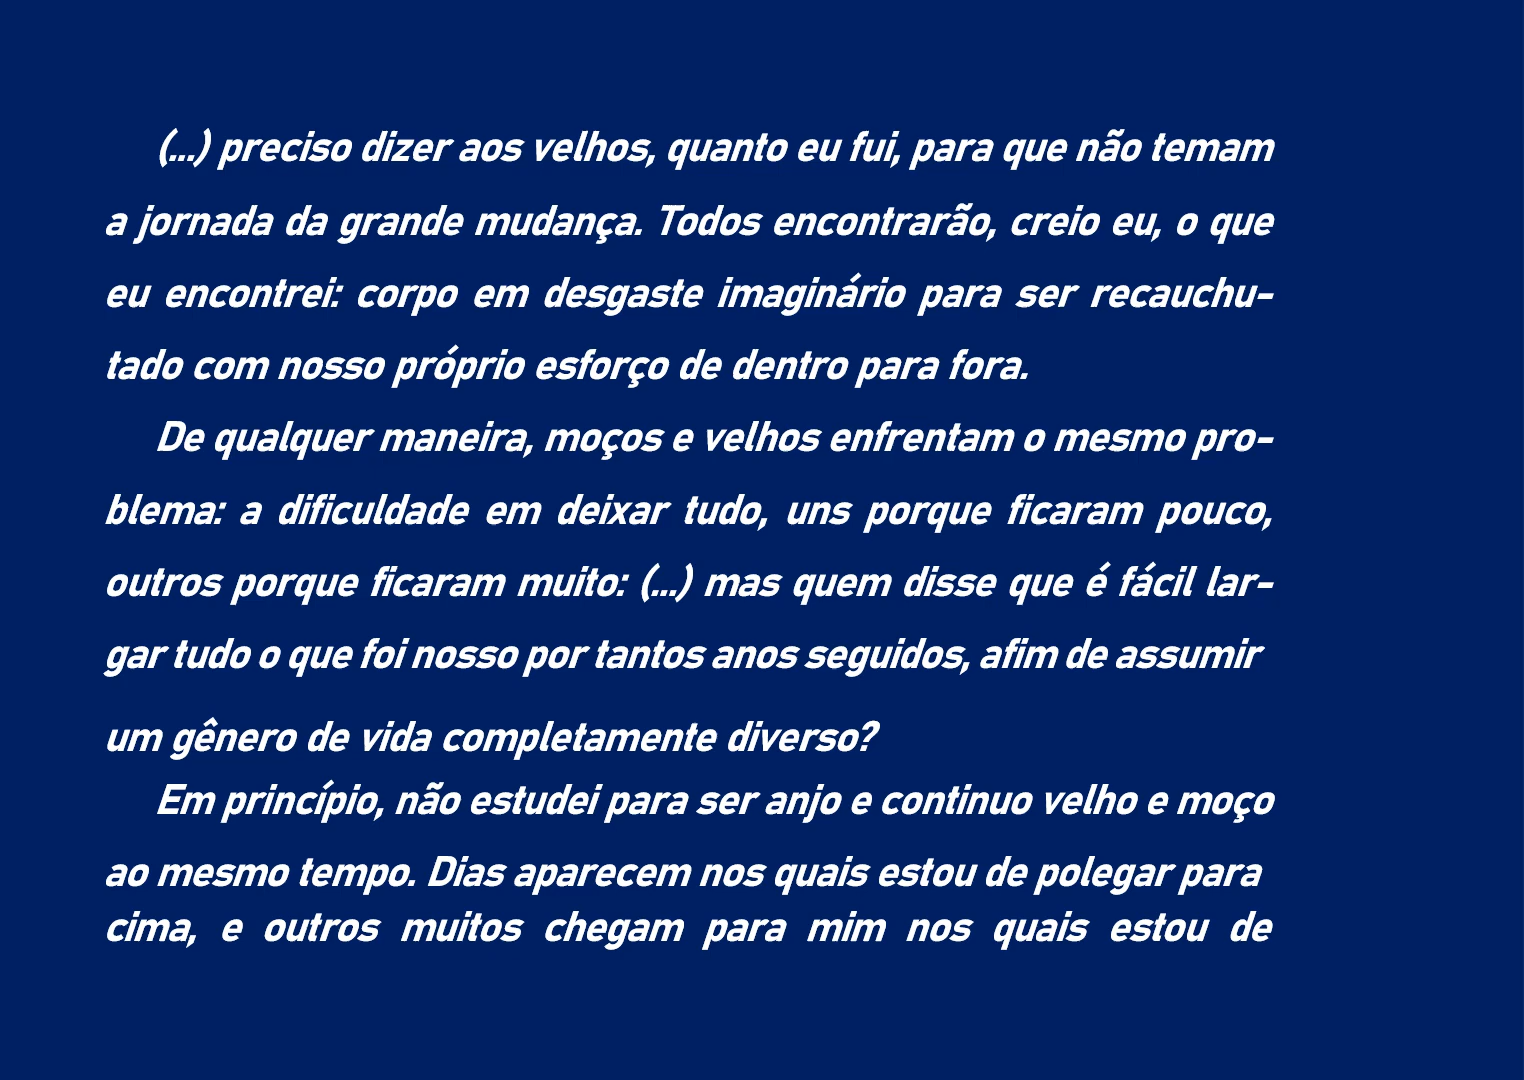 (...) preciso dizer aos velhos, quanto eu fui, para que não temam
a jornada da grande mudança. Todos encontrarão, creio eu, o que
eu encontrei: corpo em desgaste imaginário para ser recauchu-
tado com nosso próprio esforço de dentro para fora.
De qualquer maneira, moços e velhos enfrentam o mesmo pro-
blema: a dificuldade em deixar tudo, uns porque ficaram pouco,
outros porque ficaram muito: (...) mas quem disse que é fácil lar-
gar tudo o que foi nosso por tantos anos seguidos, afim de assumir
um gênero de vida completamente diverso?
Em princípio, não estudei para ser anjo e continuo velho e moço
ao mesmo tempo. Dias aparecem nos quais estou de polegar para
cima, e outros muitos chegam para mim nos quais estou de